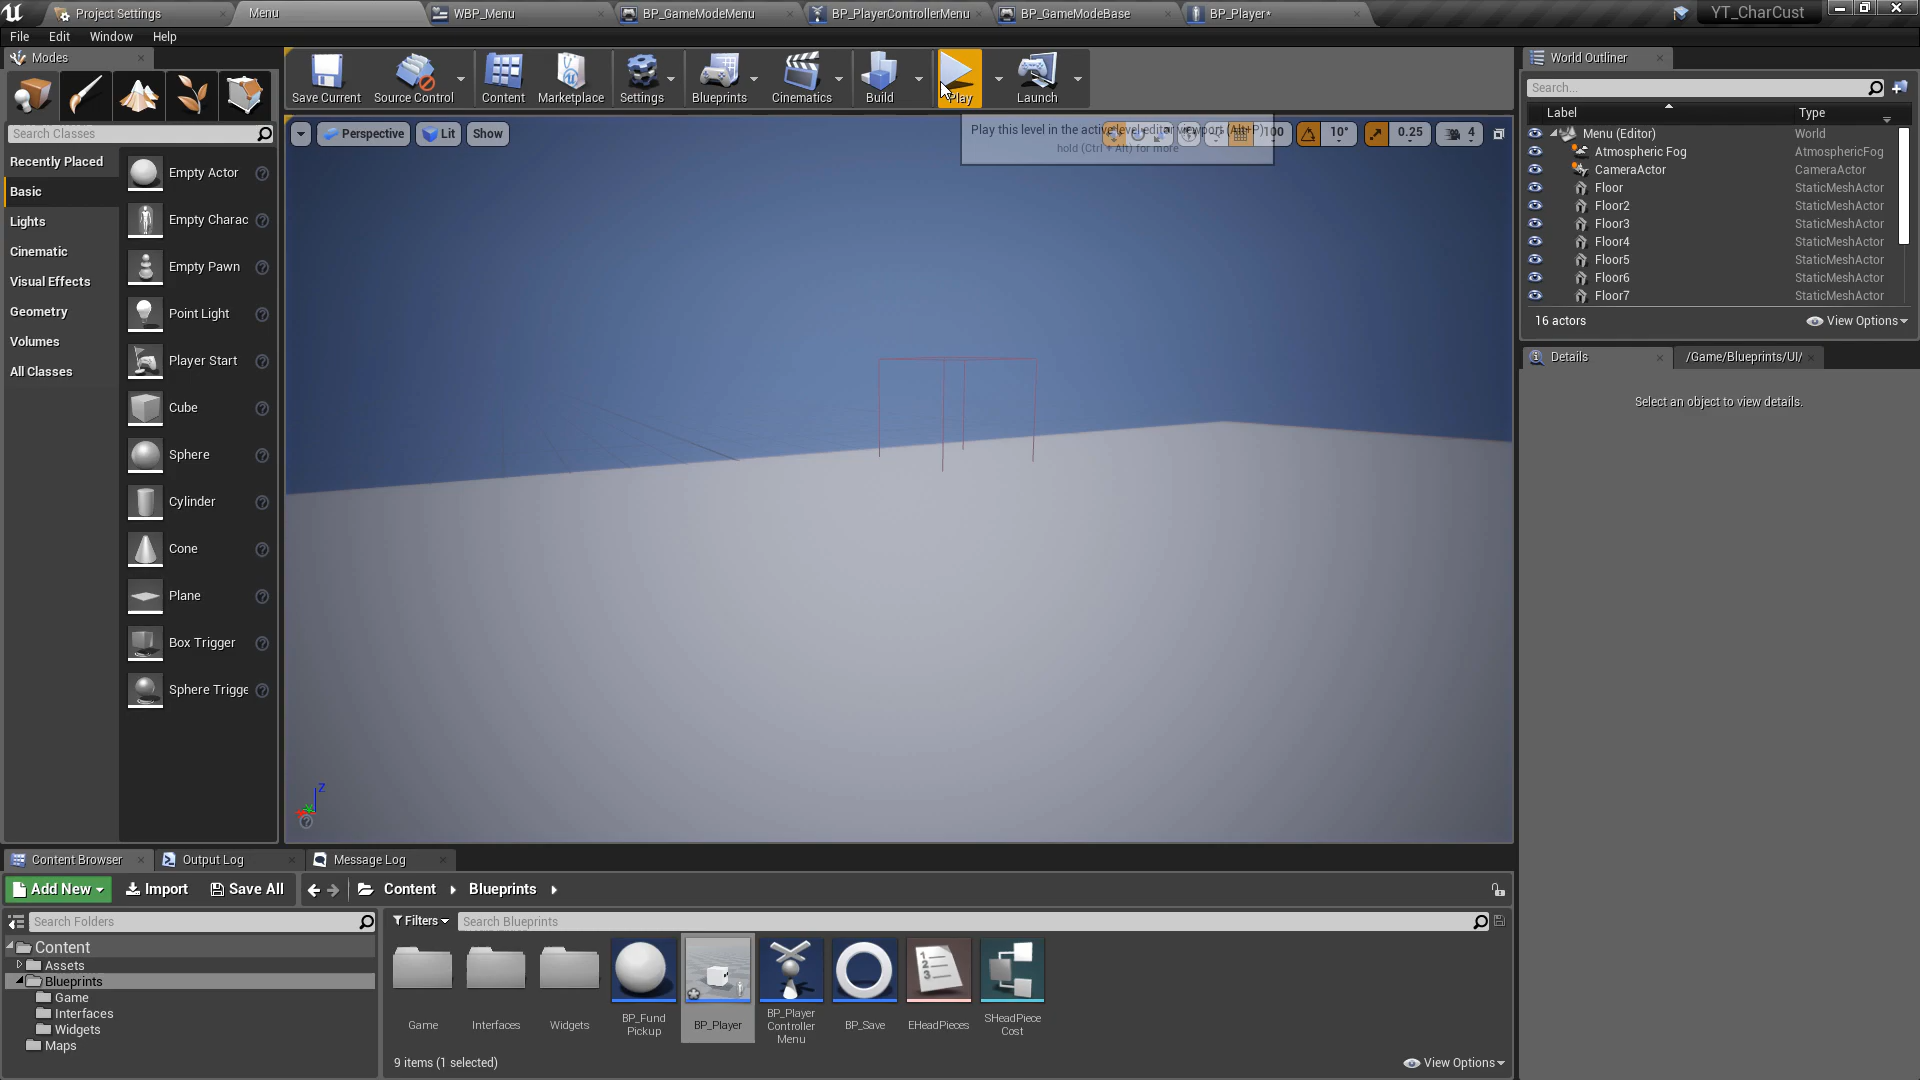 Project Settings
Menu
WBP_Menu
BP_GameModeMenu
BP_PlayerControllerMenu
BP_GameModeBase
BP_Player*
YT_CharCust
File
Edit
Window
Help
Modes
Save Current
Source Control
Content
Marketplace
Settings
Blueprints
Cinematics
Build
Play
Launch
World Outliner
Search...
Label
Type
Search Classes
Perspective
Lit
Show
Play this level in the active level editor viewport (Alt+P)
hold (Ctrl + Alt) for more
100
10°
0.25
4
Menu (Editor)
World
Atmospheric Fog
AtmosphericFog
CameraActor
CameraActor
Floor
StaticMeshActor
Floor2
StaticMeshActor
Floor3
StaticMeshActor
Floor4
StaticMeshActor
Floor5
StaticMeshActor
Floor6
StaticMeshActor
Floor7
StaticMeshActor
16 actors
View Options
Details
/Game/Blueprints/UI/
Select an object to view details.
Recently Placed
Basic
Lights
Cinematic
Visual Effects
Geometry
Volumes
All Classes
Empty Actor
Empty Charac
Empty Pawn
Point Light
Player Start
Cube
Sphere
Cylinder
Cone
Plane
Box Trigger
Sphere Trigge
Z
Content Browser
Output Log
Message Log
Add New
Import
Save All
Content
Blueprints
Search Folders
Filters
Search Blueprints
Content
Assets
Blueprints
Game
Interfaces
Widgets
Maps
Game
Interfaces
Widgets
BP_Fund
Pickup
BP_Player
BP_Player
Controller
Menu
BP_Save
EHeadPieces
SHeadPiece
Cost
9 items (1 selected)
View Options